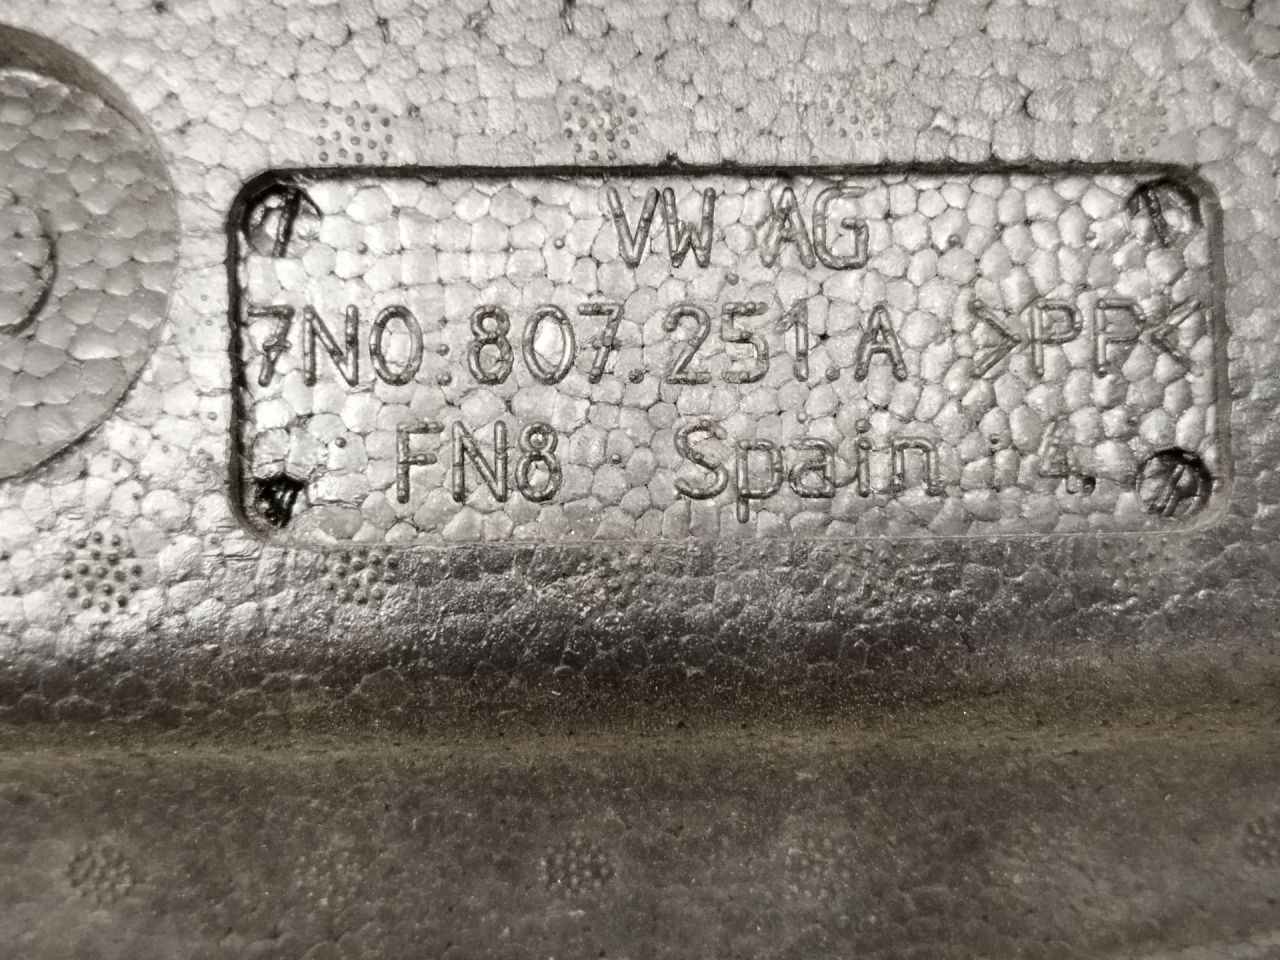 VW AG
7N0.807.251.A >PP<
FN8 Spain 4.